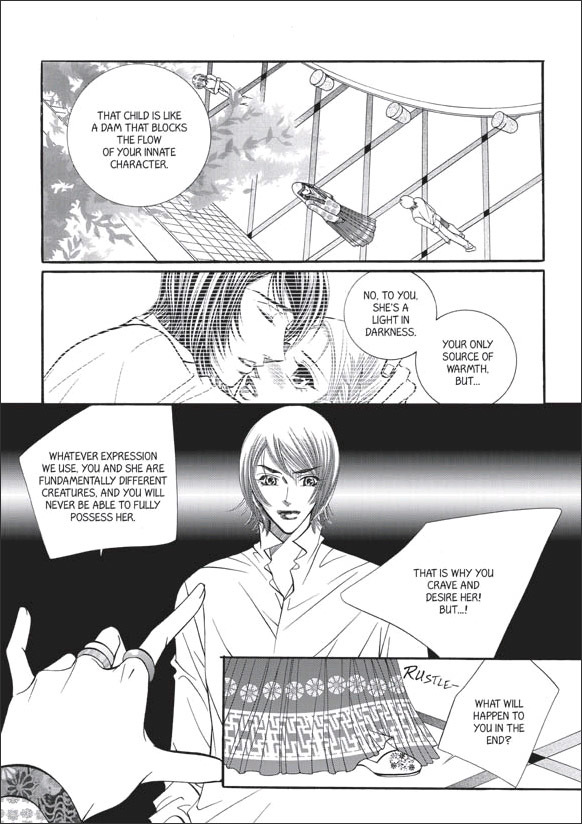 THAT CHILD IS LIKE
A DAM THAT BLOCKS
THE FLOW
OF YOUR INNATE
CHARACTER.
NO, TO YOU,
SHE'S A
LIGHT IN
DARKNESS.
YOUR ONLY
SOURCE OF
WARMTH,
BUT...
WHATEVER EXPRESSION
WE USE, YOU AND SHE ARE
FUNDAMENTALLY DIFFERENT
CREATURES, AND YOU WILL
NEVER BE ABLE TO FULLY
POSSESS HER.
THAT IS WHY YOU
CRAVE AND
DESIRE HER!
BUT...!
RUSTLE-
WHAT WILL
HAPPEN TO
YOU IN THE
END?